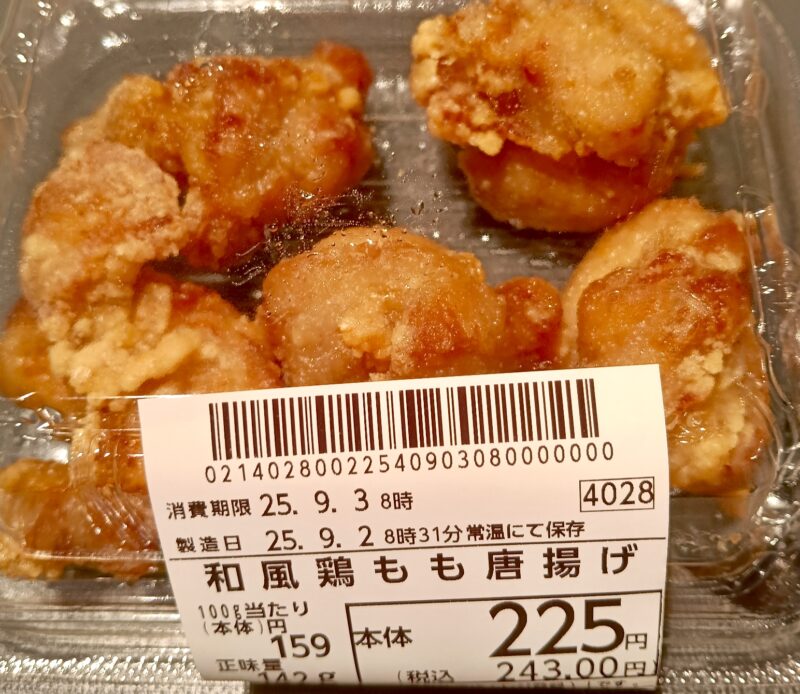 02140280022540903080000000
消費期限 25. 9. 3 8時 4028
製造日 25. 9. 2 8時31分常温にて保存
和風鶏もも唐揚げ
100g当たり
(本体)円 159
本体 225円
正味量
142g
(税込 243.00円)